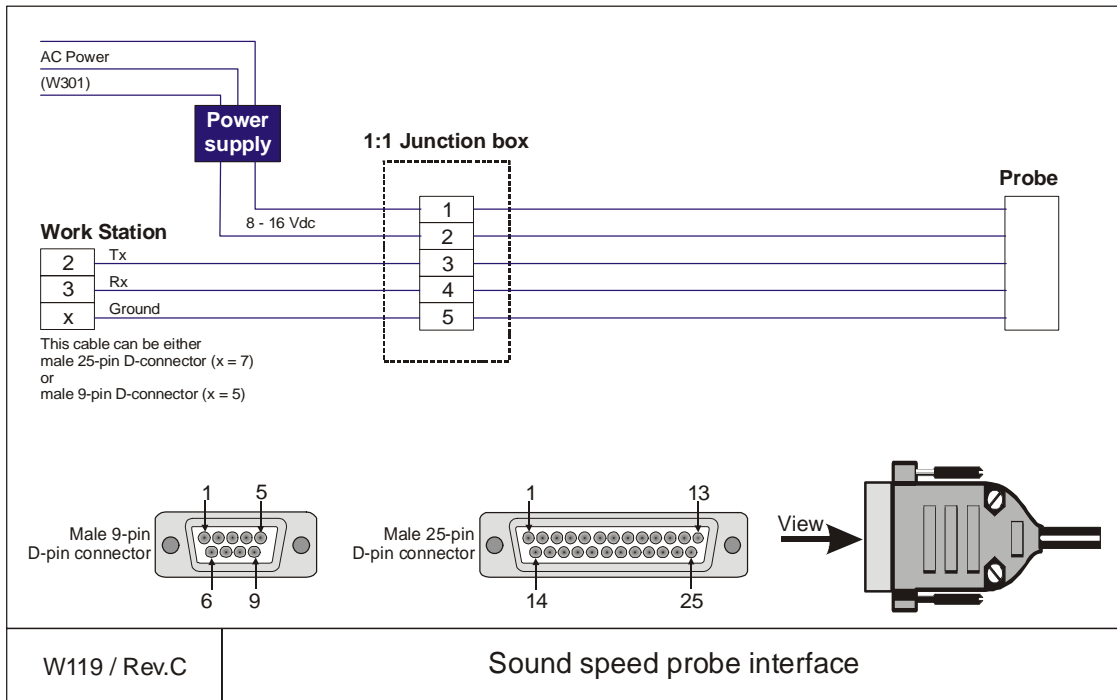 AC Power
(W301)
Power
supply
1:1 Junction box
Probe
8 - 16 Vdc
1
2
3
4
5
Work Station
2
Tx
3
Rx
x
Ground
This cable can be either
male 25-pin D-connector (x = 7)
or
male 9-pin D-connector (x = 5)
1
5
Male 9-pin
D-pin connector
6
9
1
13
Male 25-pin
D-pin connector
14
25
View
W119 / Rev.C
Sound speed probe interface